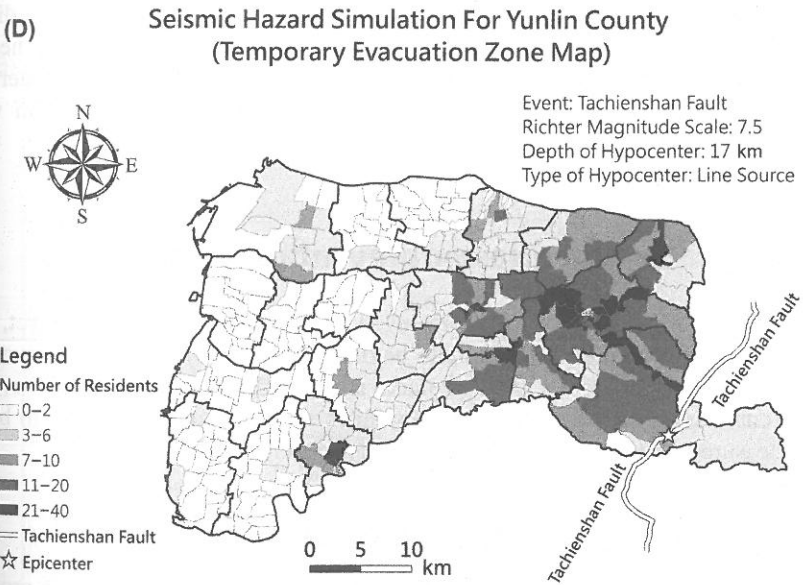 (D)
Seismic Hazard Simulation For Yunlin County
(Temporary Evacuation Zone Map)
Event: Tachienshan Fault
Richter Magnitude Scale: 7.5
Depth of Hypocenter: 17 km
Type of Hypocenter: Line Source
N
W E
S
Tachienshan Fault
Tachienshan Fault
Legend
Number of Residents
0–2
3–6
7–10
11–20
21–40
Tachienshan Fault
Epicenter
0 5 10
km